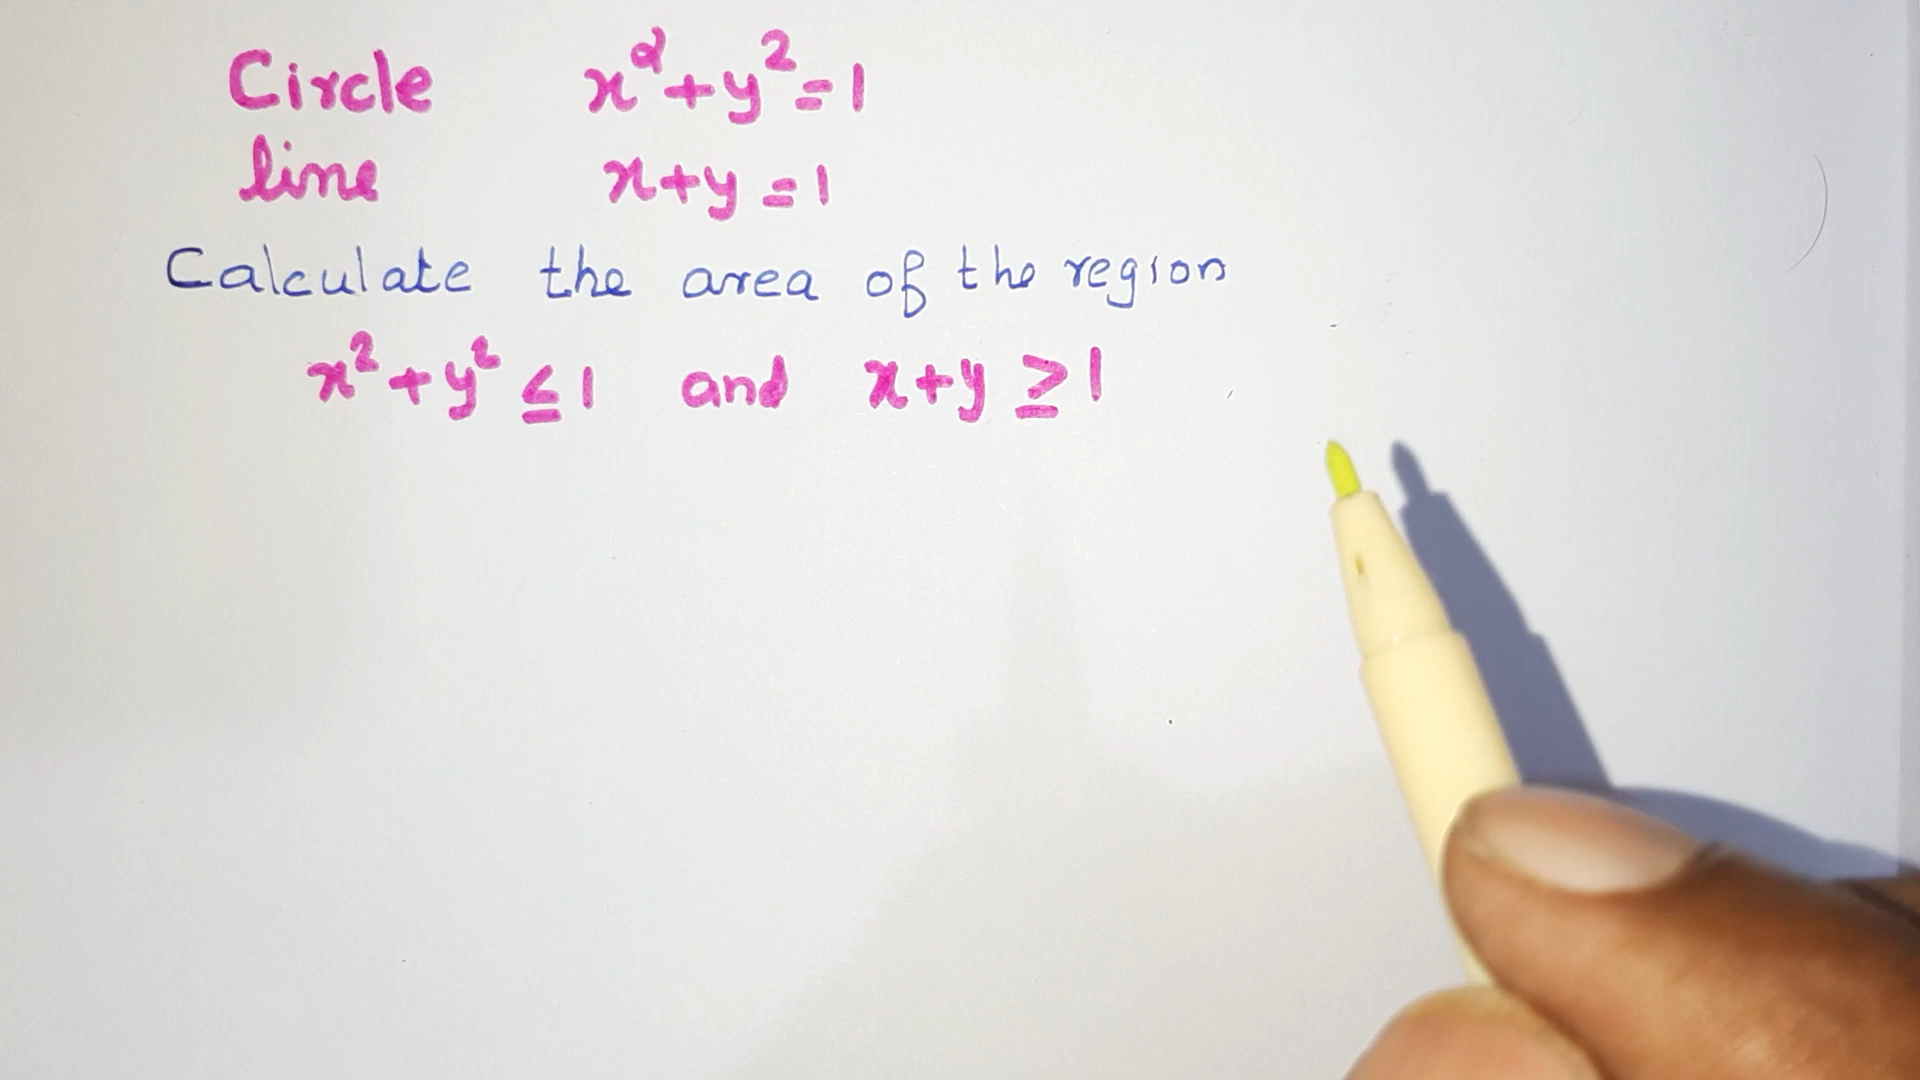 Circle x²+y²=1
line x+y=1
Calculate the area of the region
x²+y²≤1 and x+y≥1